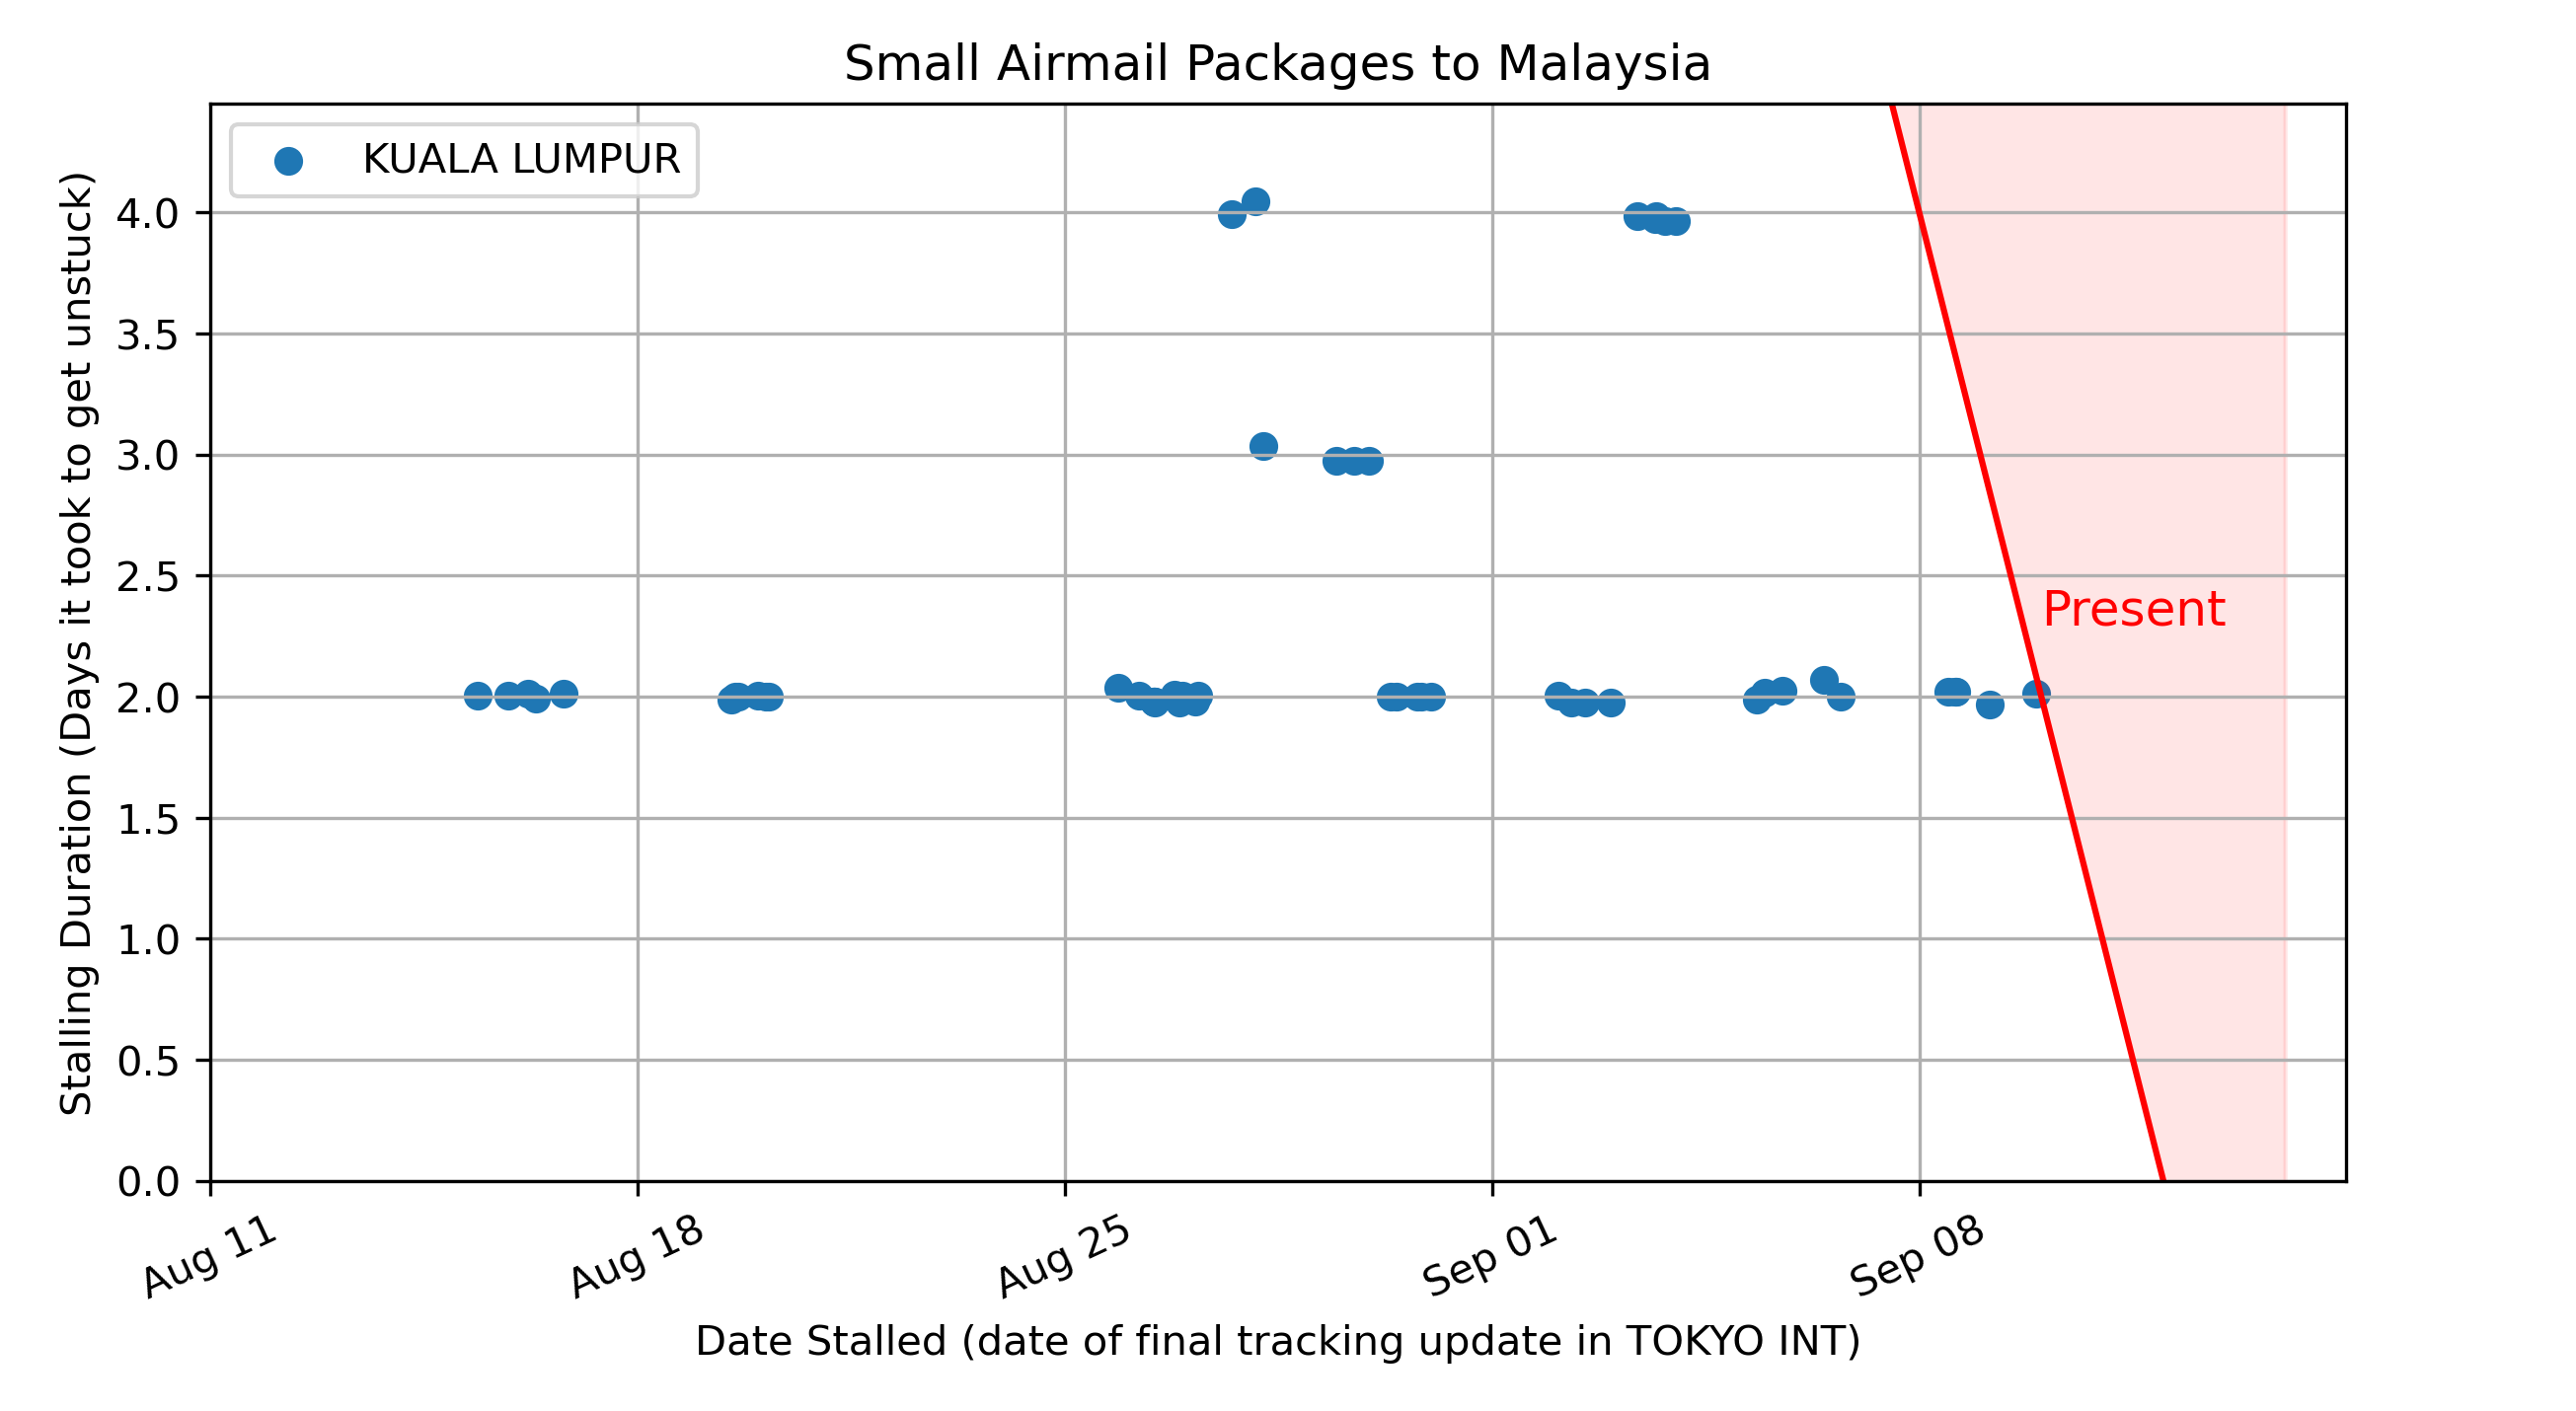 Small Airmail Packages to Malaysia
KUALA LUMPUR
Stalling Duration (Days it took to get unstuck)
4.0
3.5
3.0
2.5
2.0
1.5
1.0
0.5
0.0
Present
Aug 11
Aug 18
Aug 25
Sep 01
Sep 08
Date Stalled (date of final tracking update in TOKYO INT)